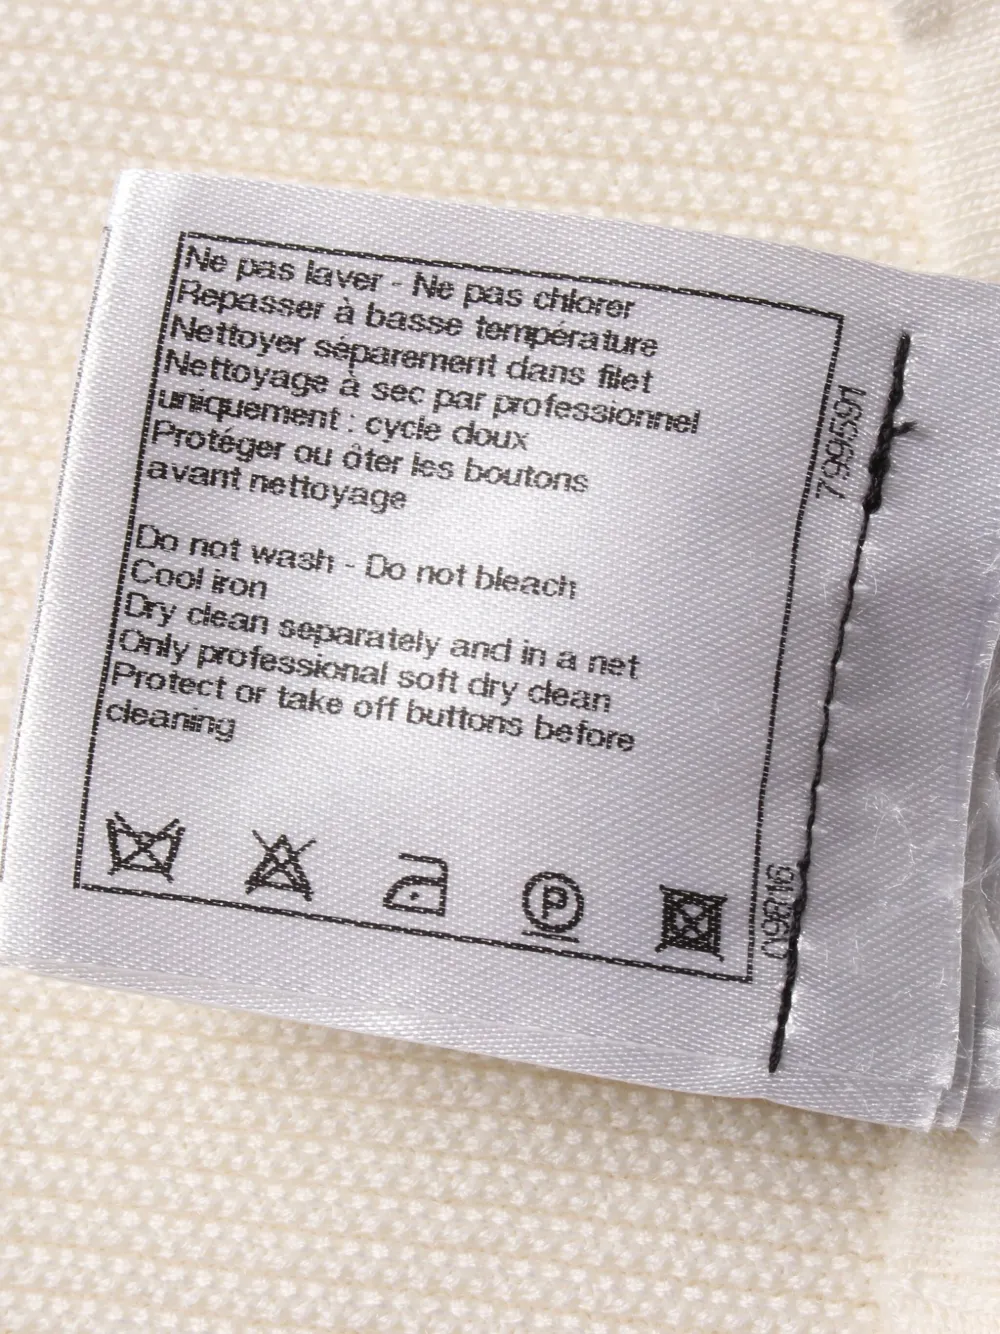 Ne pas laver - Ne pas chlorer
Repasser à basse température
Nettoyer séparement dans filet
Nettoyage à sec par professionnel
uniquement : cycle doux
Protéger ou ôter les boutons
avant nettoyage
Do not wash - Do not bleach
Cool iron
Dry clean separately and in a net
Only professional soft dry clean
Protect or take off buttons before
cleaning
P
7995591